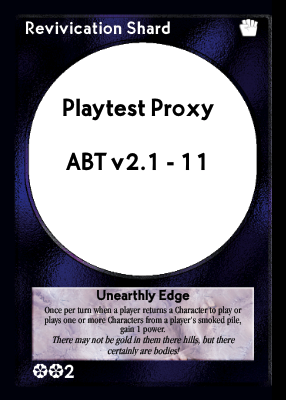 Revivication Shard
Playtest Proxy
ABT v2.1 - 11
Unearthly Edge
Once per turn when a player returns a Character to play or
plays one or more Characters from a player's smoked pile,
gain 1 power.
There may not be gold in them there hills, but there
certainly are bodies!
2